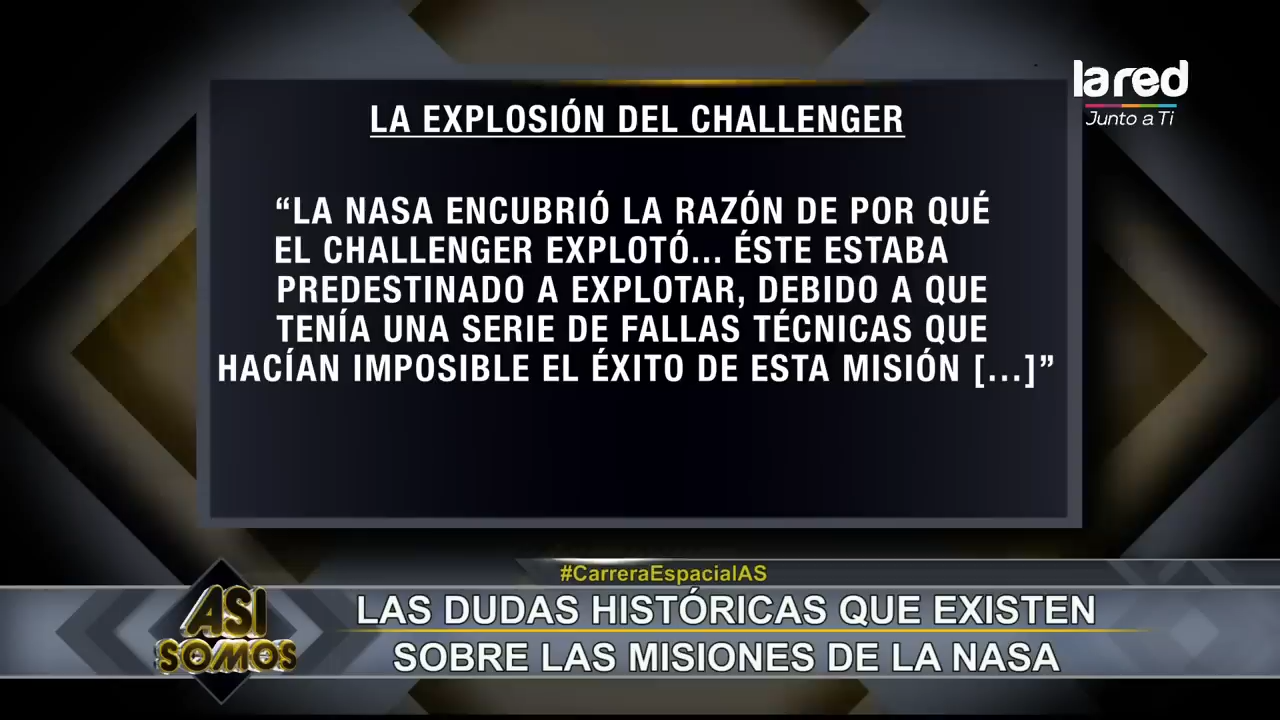 lared
Junto a Ti
LA EXPLOSIÓN DEL CHALLENGER
“LA NASA ENCUBRIÓ LA RAZÓN DE POR QUÉ
EL CHALLENGER EXPLOTÓ... ÉSTE ESTABA
PREDESTINADO A EXPLOTAR, DEBIDO A QUE
TENÍA UNA SERIE DE FALLAS TÉCNICAS QUE
HACÍAN IMPOSIBLE EL ÉXITO DE ESTA MISIÓN [...]”
#CarreraEspacialAS
ASI
SOMOS
LAS DUDAS HISTÓRICAS QUE EXISTEN
SOBRE LAS MISIONES DE LA NASA